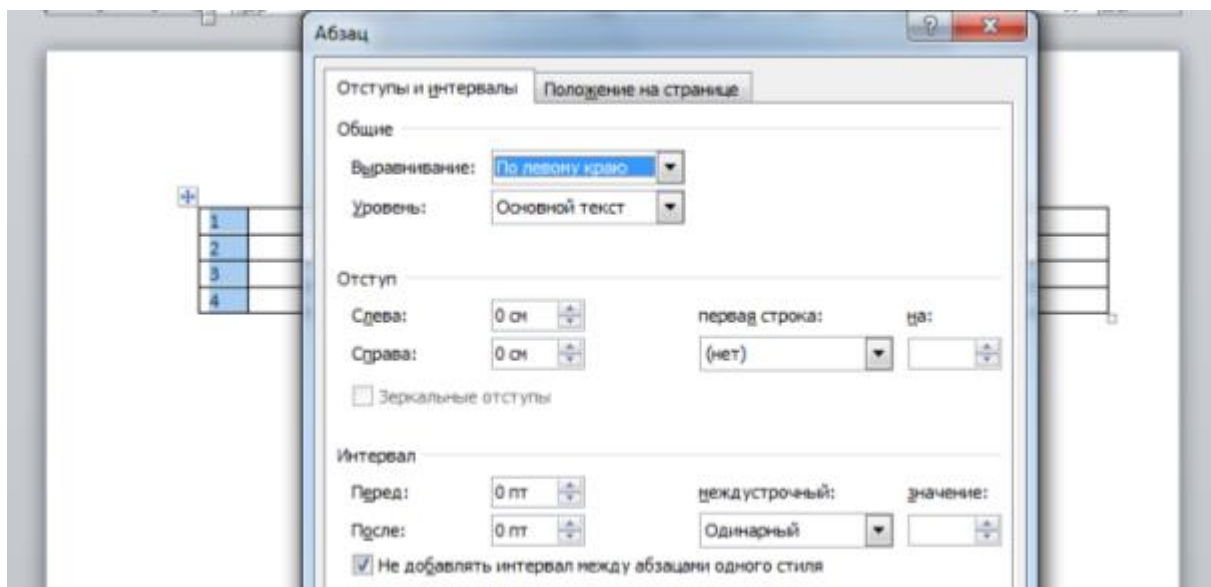 Абзац
Отступы и интервалы Положение на странице
Общие
Выравнивание: По левому краю
Уровень: Основной текст
1
2
3
4
Отступ
Слева: 0 см первая строка: на:
Справа: 0 см (нет)
Зеркальные отступы
Интервал
Перед: 0 пт междустрочный: значение:
После: 0 пт Одинарный
Не добавлять интервал между абзацами одного стиля